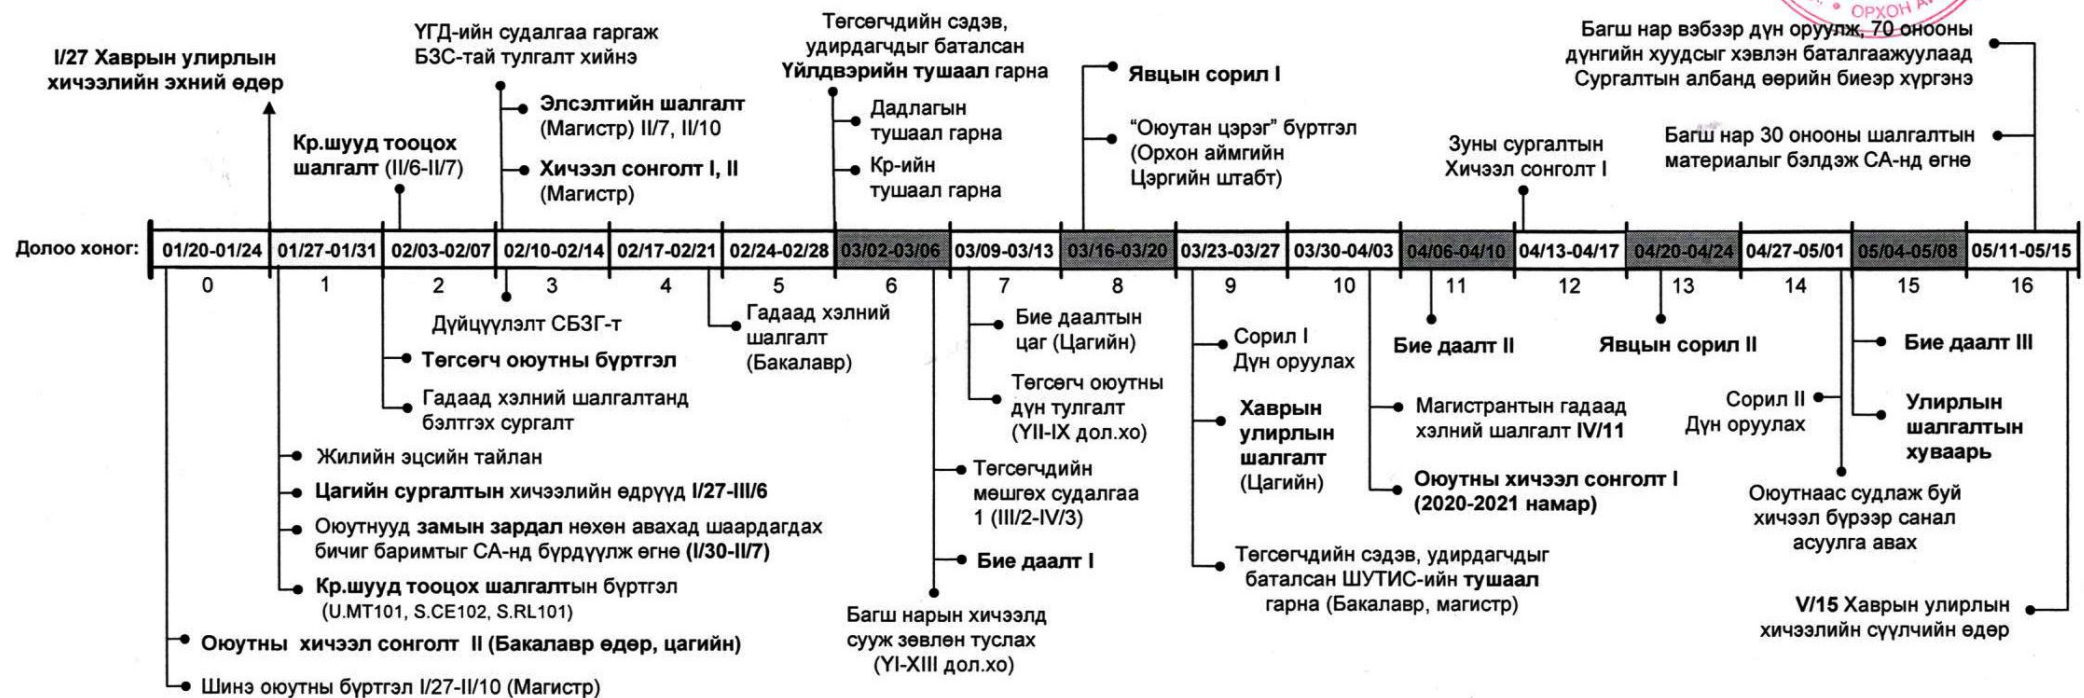 ОРХОН
I/27 Хаврын улирлын
хичээлийн эхний өдөр
Кр.шууд тооцох
шалгалт (II/6-II/7)
ҮГД-ийн судалгаа гаргаж
БЗС-тай тулгалт хийнэ
Элсэлтийн шалгалт
(Магистр) II/7, II/10
Хичээл сонголт I, II
(Магистр)
Төгсөгчдийн сэдэв,
удирдагчдыг баталсан
Үйлдвэрийн тушаал гарна
Дадлагын
тушаал гарна
Кр-ийн
тушаал гарна
Явцын сорил I
“Оюутан цэрэг” бүртгэл
(Орхон аймгийн
Цэргийн штабт)
Зуны сургалтын
Хичээл сонголт I
Багш нар вэбээр дүн оруулж, 70 онооны
дүнгийн хуудсыг хэвлэн баталгаажуулаад
Сургалтын албанд өөрийн биеэр хүргэнэ
Багш нар 30 онооны шалгалтын
материалыг бэлдэж СА-нд өгнө
Долоо хоног: 01/20-01/24 01/27-01/31 02/03-02/07 02/10-02/14 02/17-02/21 02/24-02/28 03/02-03/06 03/09-03/13 03/16-03/20 03/23-03/27 03/30-04/03 04/06-04/10 04/13-04/17 04/20-04/24 04/27-05/01 05/04-05/08 05/11-05/15
0 1 2 3 4 5 6 7 8 9 10 11 12 13 14 15 16
Дүйцүүлэлт СБЗГ-т
Төгсөгч оюутны бүртгэл
Гадаад хэлний шалгалтанд
бэлтгэх сургалт
Жилийн эцсийн тайлан
Цагийн сургалтын хичээлийн өдрүүд I/27-III/6
Оюутнууд замын зардал нөхөн авахад шаардагдах
бичиг баримтыг СА-нд бүрдүүлж өгнө (I/30-II/7)
Кр.шууд тооцох шалгалтын бүртгэл
(U.MT101, S.CE102, S.RL101)
Оюутны хичээл сонголт II (Бакалавр өдөр, цагийн)
Шинэ оюутны бүртгэл I/27-II/10 (Магистр)
Гадаад хэлний
шалгалт
(Бакалавр)
Бие даалтын
цаг (Цагийн)
Төгсөгч оюутны
дүн тулгалт
(YII-IX дол.хо)
Төгсөгчдийн
мөшгөх судалгаа
1 (III/2-IV/3)
Бие даалт I
Багш нарын хичээлд
сууж зөвлөн туслах
(YI-XIII дол.хо)
Сорил I
Дүн оруулах
Хаврын
улирлын
шалгалт
(Цагийн)
Төгсөгчдийн сэдэв, удирдагчдыг
баталсан ШУТИС-ийн тушаал
гарна (Бакалавр, магистр)
Бие даалт II
Магистрантын гадаад
хэлний шалгалт IV/11
Оюутны хичээл сонголт I
(2020-2021 намар)
Явцын сорил II
Сорил II
Дүн оруулах
Оюутнаас судлаж буй
хичээл бүрээр санал
асуулга авах
Бие даалт III
Улирлын
шалгалтын
хуваарь
V/15 Хаврын улирлын
хичээлийн сүүлчийн өдөр